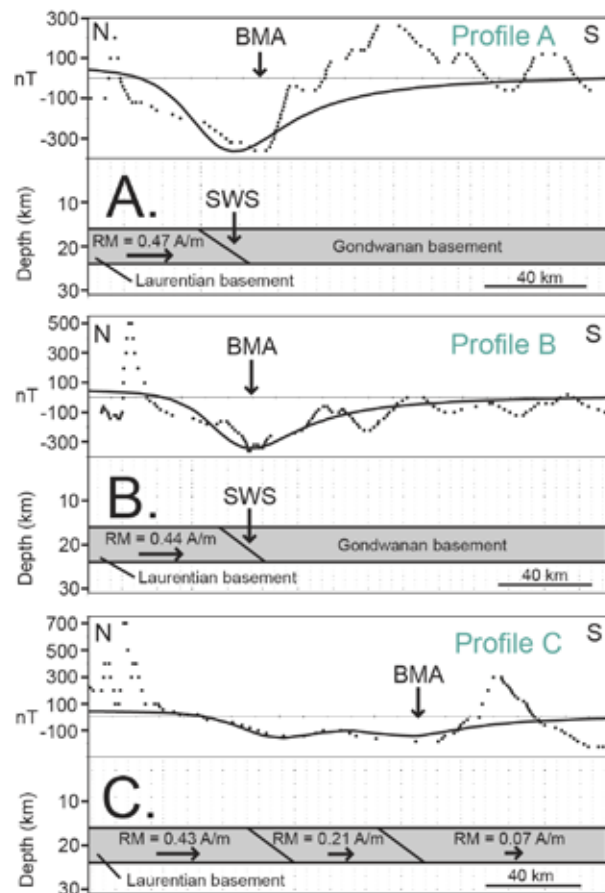 300
N
BMA
Profile A
S
nT
-100
-300
A.
SWS
Depth (km)
10
20
30
RM = 0.47 A/m
Gondwanan basement
Laurentian basement
40 km
500
N
BMA
Profile B
S
300
100
nT
-100
-300
B.
SWS
Depth (km)
10
20
30
RM = 0.44 A/m
Gondwanan basement
Laurentian basement
40 km
700
N
Profile C
S
500
300
BMA
100
nT
-100
C.
Depth (km)
10
20
30
RM = 0.43 A/m
RM = 0.21 A/m
RM = 0.07 A/m
Laurentian basement
40 km